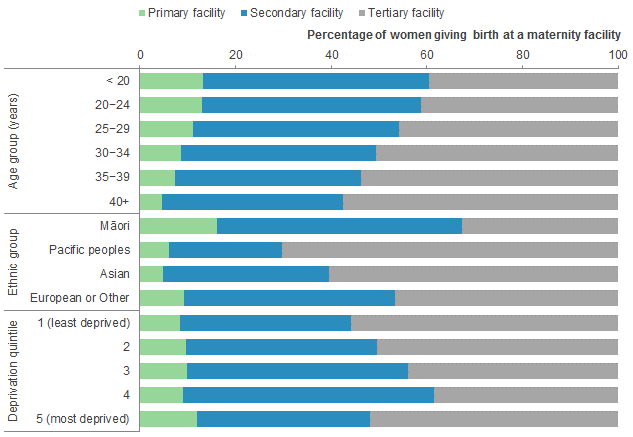 Primary facility Secondary facility Tertiary facility
Percentage of women giving birth at a maternity facility
0 20 40 60 80 100
Age group (years)
< 20
20–24
25–29
30–34
35–39
40+
Ethnic group
Māori
Pacific peoples
Asian
European or Other
Deprivation quintile
1 (least deprived)
2
3
4
5 (most deprived)